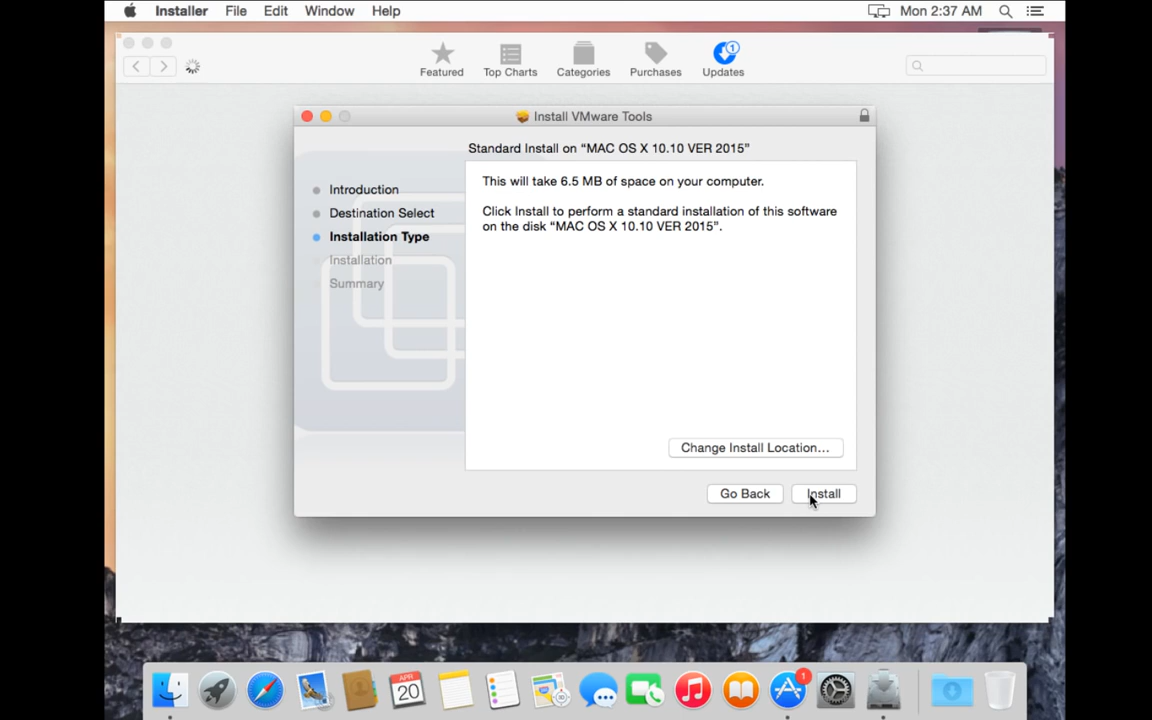 Installer File Edit Window Help Mon 2:37 AM
1
Featured Top Charts Categories Purchases Updates
Install VMware Tools
Standard Install on “MAC OS X 10.10 VER 2015”
Introduction
Destination Select
Installation Type
Installation
Summary
This will take 6.5 MB of space on your computer.
Click Install to perform a standard installation of this software
on the disk “MAC OS X 10.10 VER 2015”.
Change Install Location...
Go Back Install
APR
20
1